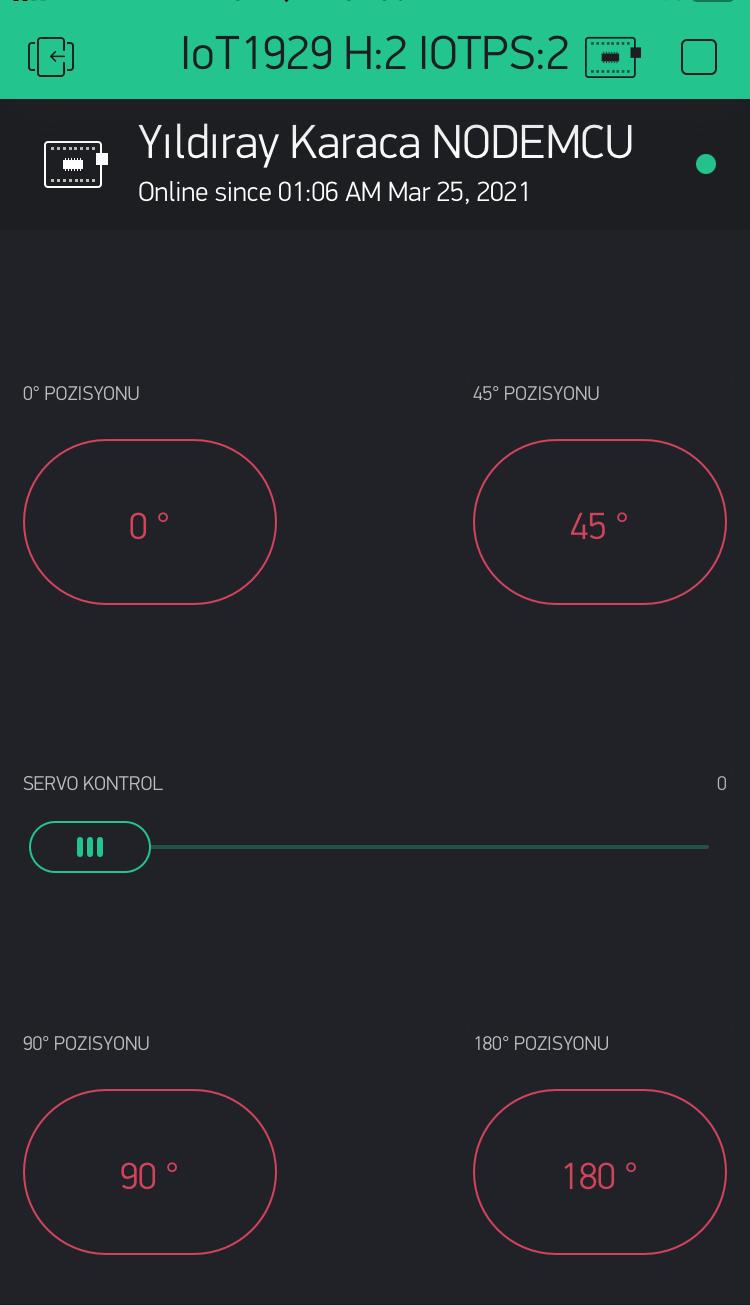 IoT1929 H:2 IOTPS:2
Yıldıray Karaca NODEMCU
Online since 01:06 AM Mar 25, 2021
0° POZISYONU
45° POZISYONU
0 °
45 °
SERVO KONTROL
0
90° POZISYONU
180° POZISYONU
90 °
180 °